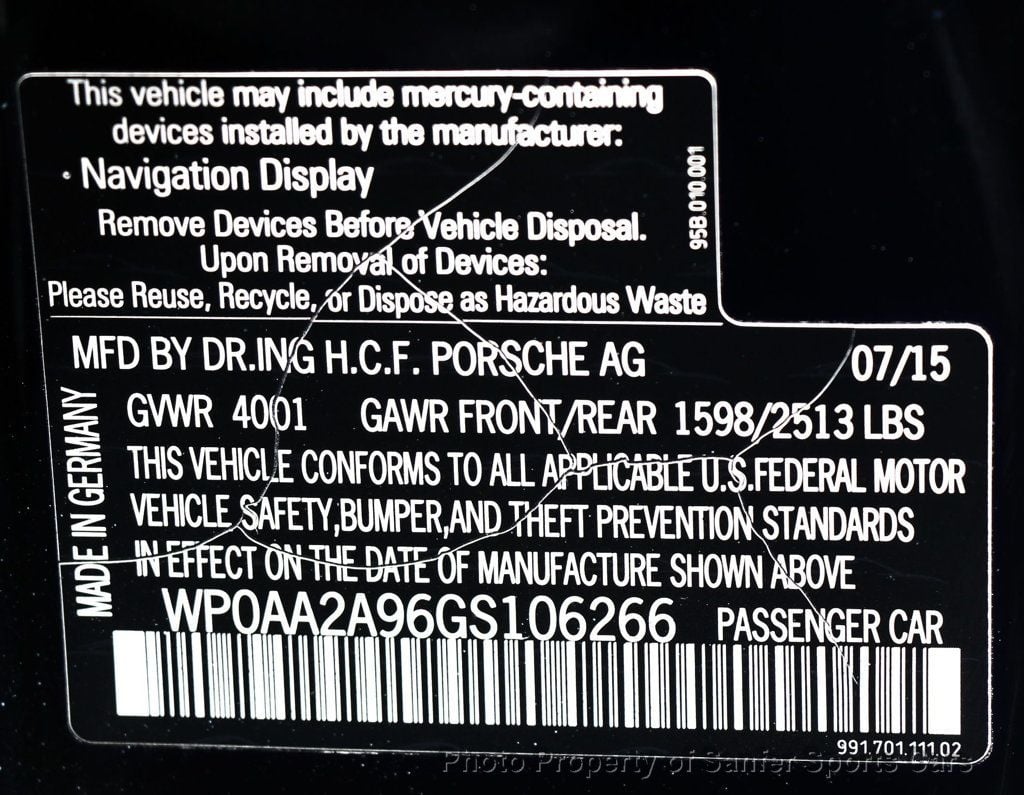 This vehicle may include mercury-containing
devices installed by the manufacturer:
• Navigation Display
Remove Devices Before Vehicle Disposal.
Upon Removal of Devices:
Please Reuse, Recycle, or Dispose as Hazardous Waste
95B.010.001
MFD BY DR.ING H.C.F. PORSCHE AG 07/15
GVWR 4001 GAWR FRONT/REAR 1598/2513 LBS
THIS VEHICLE CONFORMS TO ALL APPLICABLE U.S.FEDERAL MOTOR
VEHICLE SAFETY,BUMPER,AND THEFT PREVENTION STANDARDS
IN EFFECT ON THE DATE OF MANUFACTURE SHOWN ABOVE
MADE IN GERMANY
WP0AA2A96GS106266 PASSENGER CAR
991.701.111.02
Photo Property of Sanfer Sports Cars